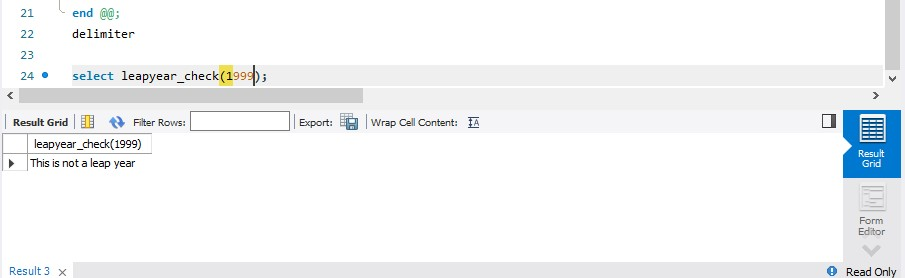 21 end @@;
22 delimiter
23
24 select leapyear_check(1999);
Result Grid Filter Rows: Export: Wrap Cell Content:
leapyear_check(1999)
This is not a leap year
Result
Grid
Form
Editor
Result 3 x Read Only